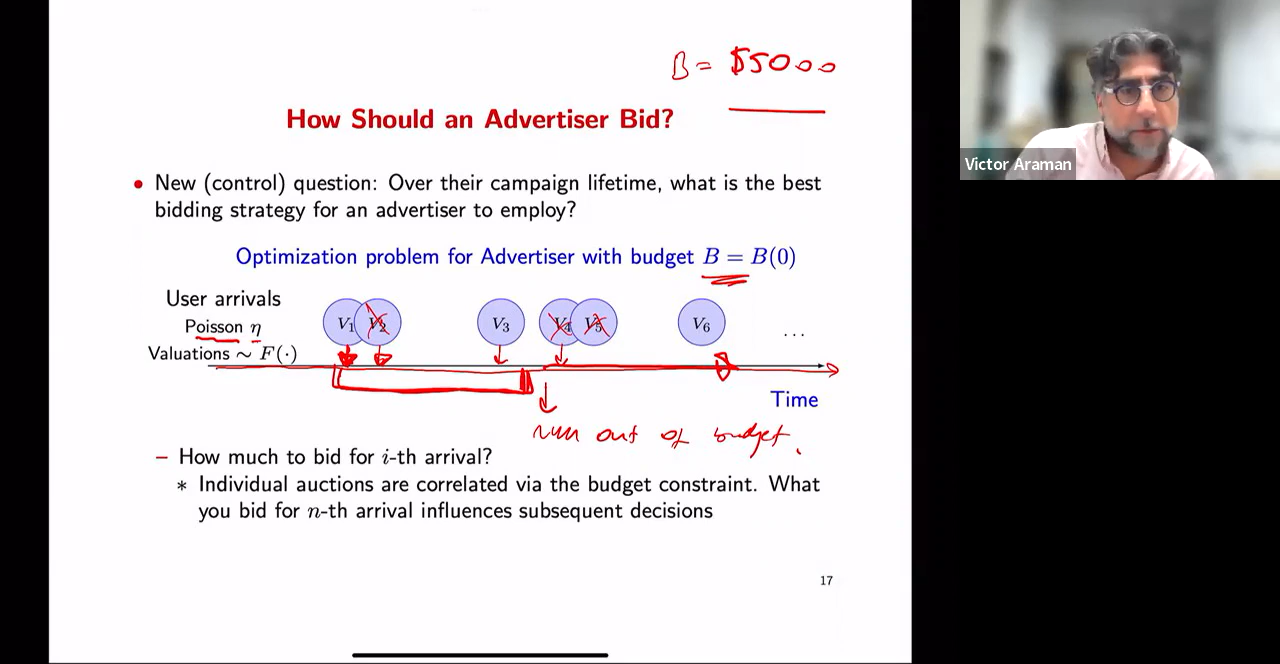 B = $5000
How Should an Advertiser Bid?
• New (control) question: Over their campaign lifetime, what is the best
bidding strategy for an advertiser to employ?
Optimization problem for Advertiser with budget B = B(0)
User arrivals
Poisson η
Valuations ∼ F(·)
V₁ V₂ V₃ V₄ V₅ V₆ ...
Time
run out of budget.
– How much to bid for i-th arrival?
∗ Individual auctions are correlated via the budget constraint. What
you bid for n-th arrival influences subsequent decisions
17
Victor Araman